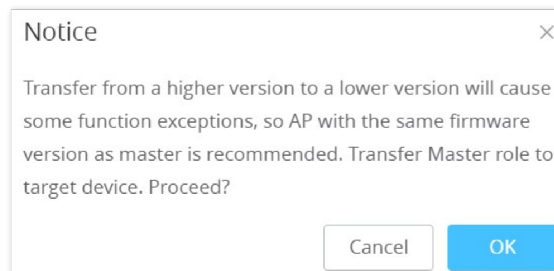 Notice
Transfer from a higher version to a lower version will cause
some function exceptions, so AP with the same firmware
version as master is recommended. Transfer Master role to
target device. Proceed?
Cancel OK